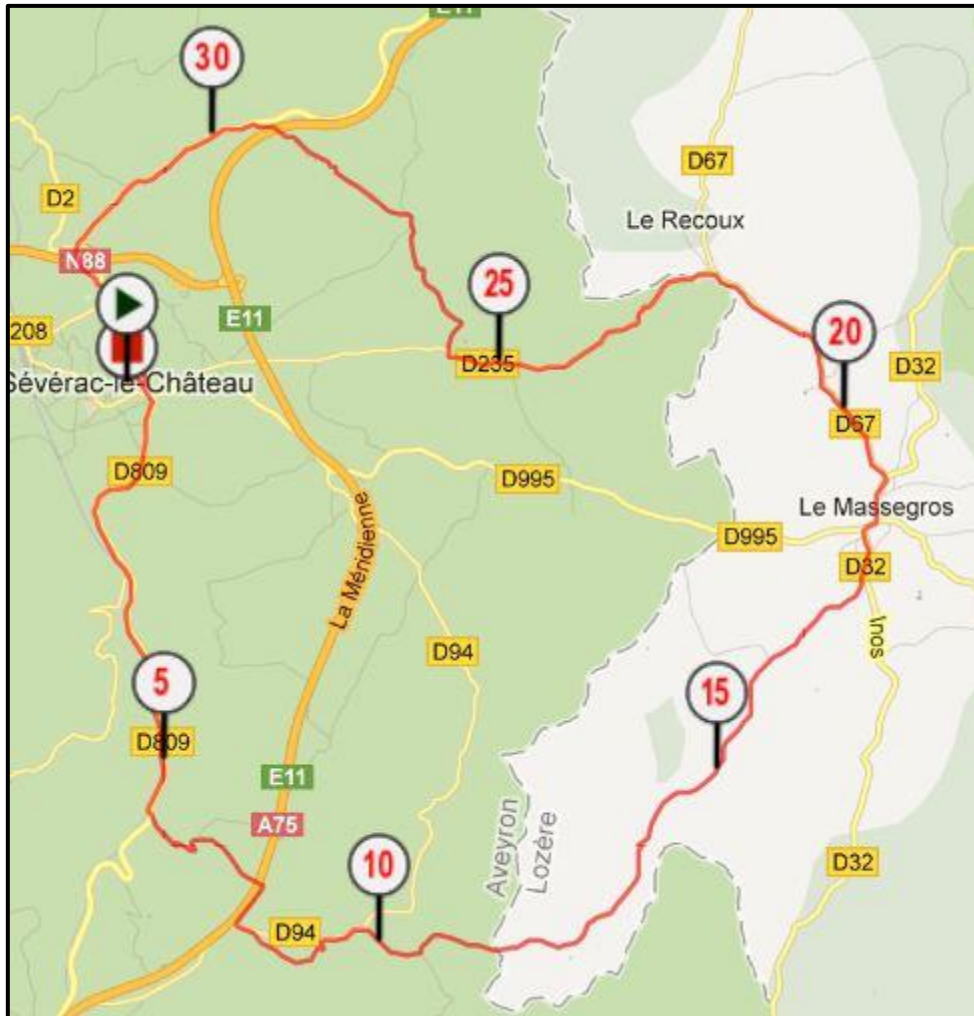 E11
30
D67
D2
Le Recoux
N88
25
E11
20
208
D235
D32
Sévérac-le-Château
D67
D809
D995
Le Massegros
D995
La Méridienne
D32
D94
Inos
5
15
D809
E11
A75
Aveyron
Lozère
10
D32
D94